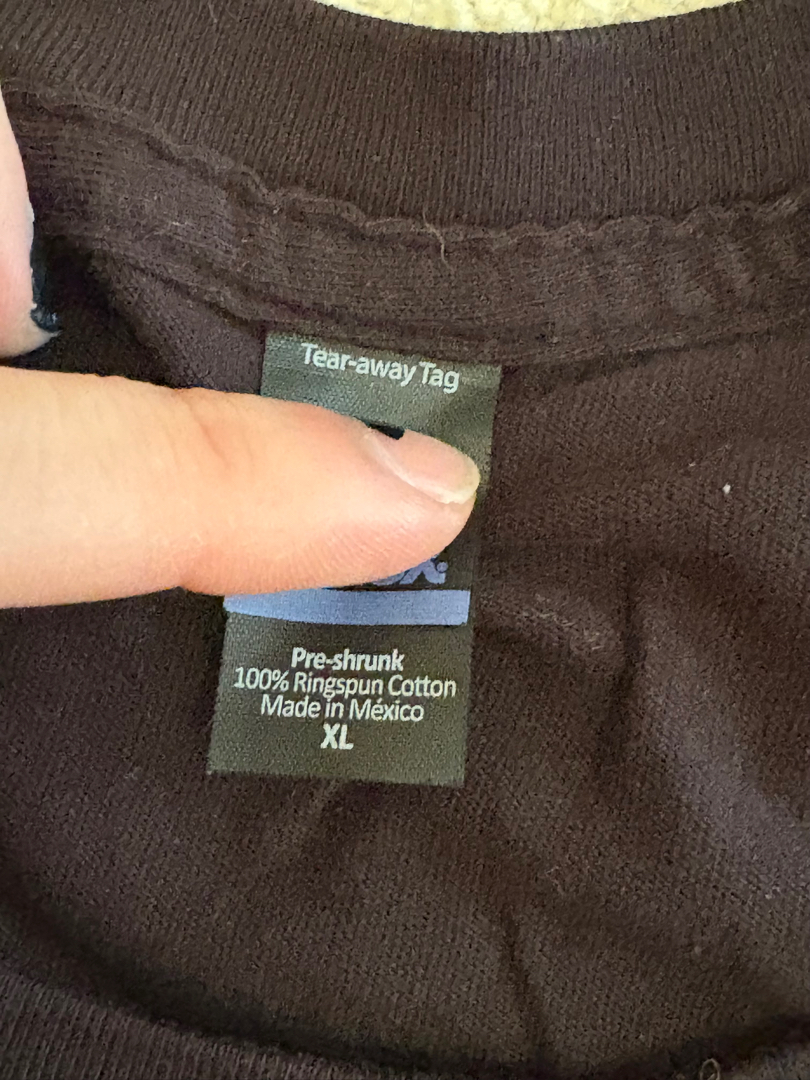 Tear-away Tag
Pre-shrunk
100% Ringspun Cotton
Made in México
XL